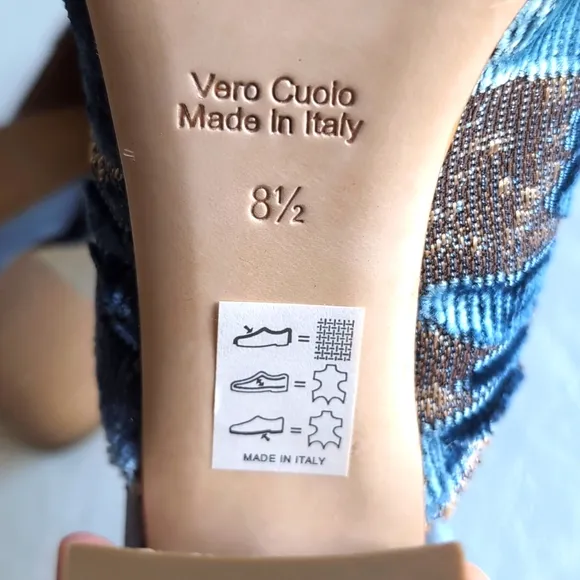 Vero Cuoio
Made In Italy
8½
=
=
=
MADE IN ITALY